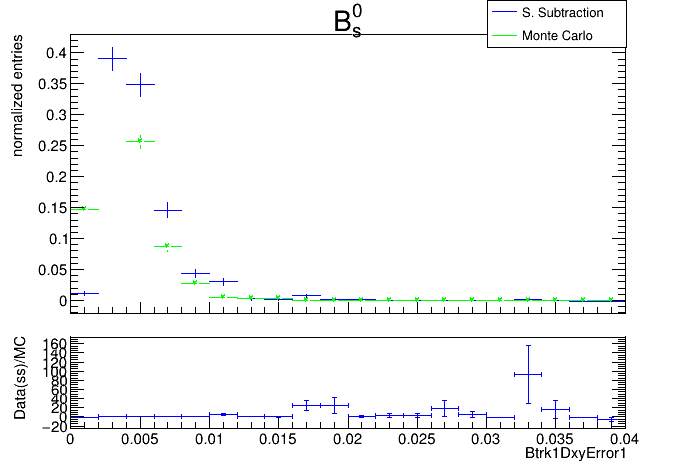 B0s
S. Subtraction
Monte Carlo
normalized entries
0.4
0.35
0.3
0.25
0.2
0.15
0.1
0.05
0
Data(ss)/MC
160
140
120
100
80
60
40
20
0
−20
0 0.005 0.01 0.015 0.02 0.025 0.03 0.035 0.04
Btrk1DxyError1